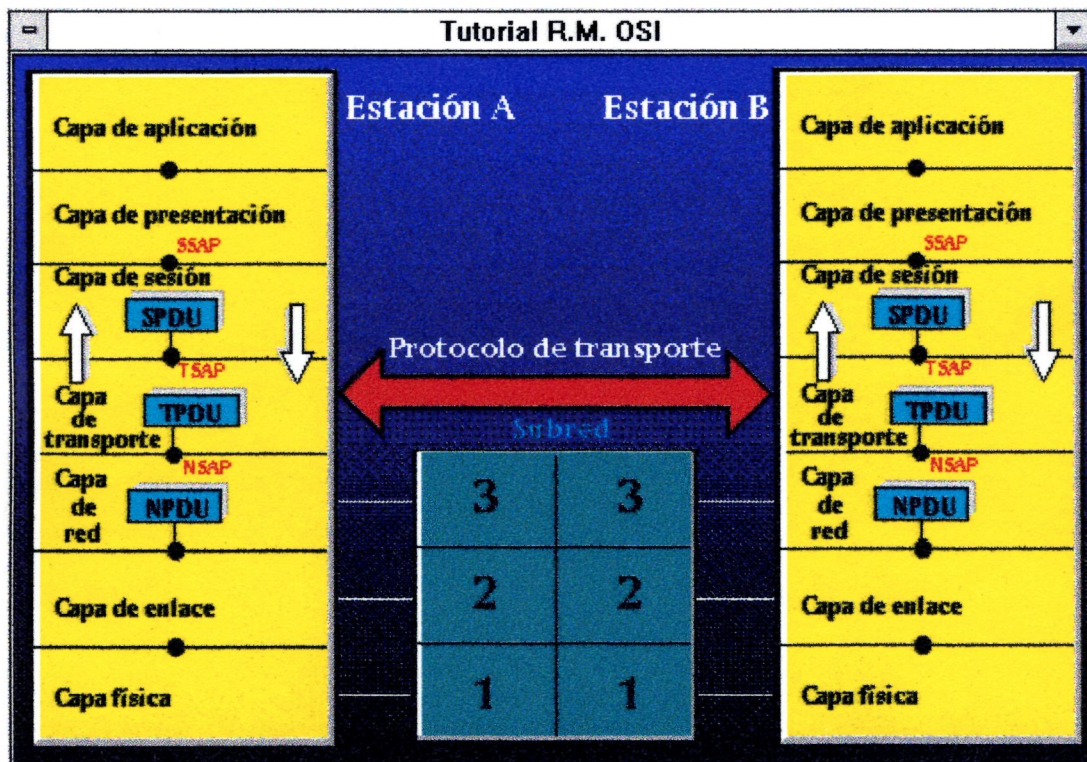 Tutorial R.M. OSI
Estación A
Estación B
Capa de aplicación
Capa de presentación
SSAP
Capa de sesión
SPDU
TSAP
Capa
de
transporte
TPDU
NSAP
Capa
de
red
NPDU
Capa de enlace
Capa física
Protocolo de transporte
Subred
3 3
2 2
1 1
Capa de aplicación
Capa de presentación
SSAP
Capa de sesión
SPDU
TSAP
Capa
de
transporte
TPDU
NSAP
Capa
de
red
NPDU
Capa de enlace
Capa física